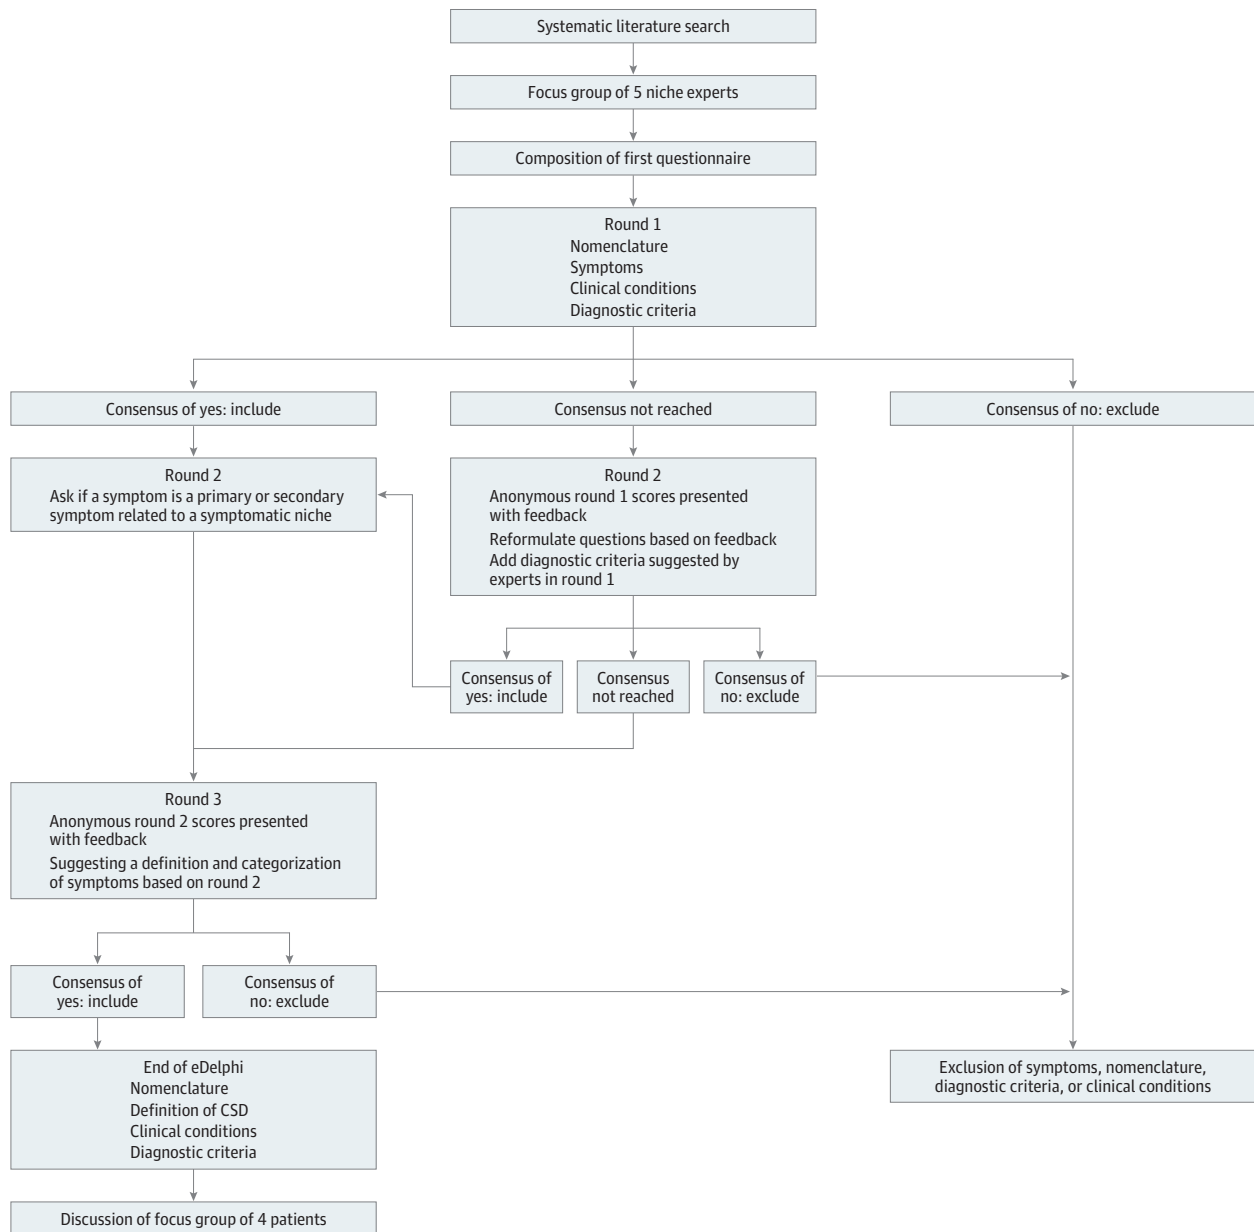 Systematic literature search
Focus group of 5 niche experts
Composition of first questionnaire
Round 1
Nomenclature
Symptoms
Clinical conditions
Diagnostic criteria
Consensus of yes: include
Consensus not reached
Consensus of no: exclude
Round 2
Ask if a symptom is a primary or secondary
symptom related to a symptomatic niche
Round 2
Anonymous round 1 scores presented
with feedback
Reformulate questions based on feedback
Add diagnostic criteria suggested by
experts in round 1
Consensus of
yes: include
Consensus
not reached
Consensus of
no: exclude
Round 3
Anonymous round 2 scores presented
with feedback
Suggesting a definition and categorization
of symptoms based on round 2
Consensus of
yes: include
Consensus of
no: exclude
End of eDelphi
Nomenclature
Definition of CSD
Clinical conditions
Diagnostic criteria
Exclusion of symptoms, nomenclature,
diagnostic criteria, or clinical conditions
Discussion of focus group of 4 patients